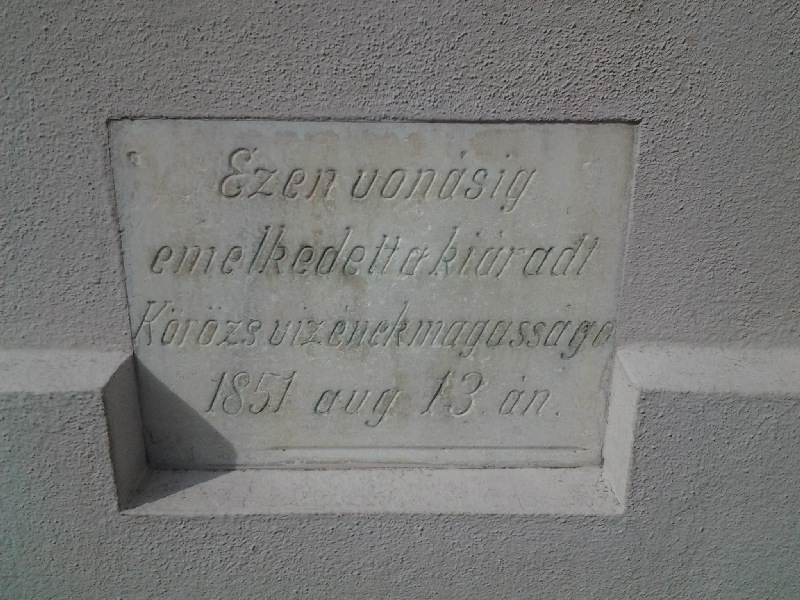 Ezen vonásig
emelkedett a kiáradt
Körözs vizének magassága
1851 aug 13 án.